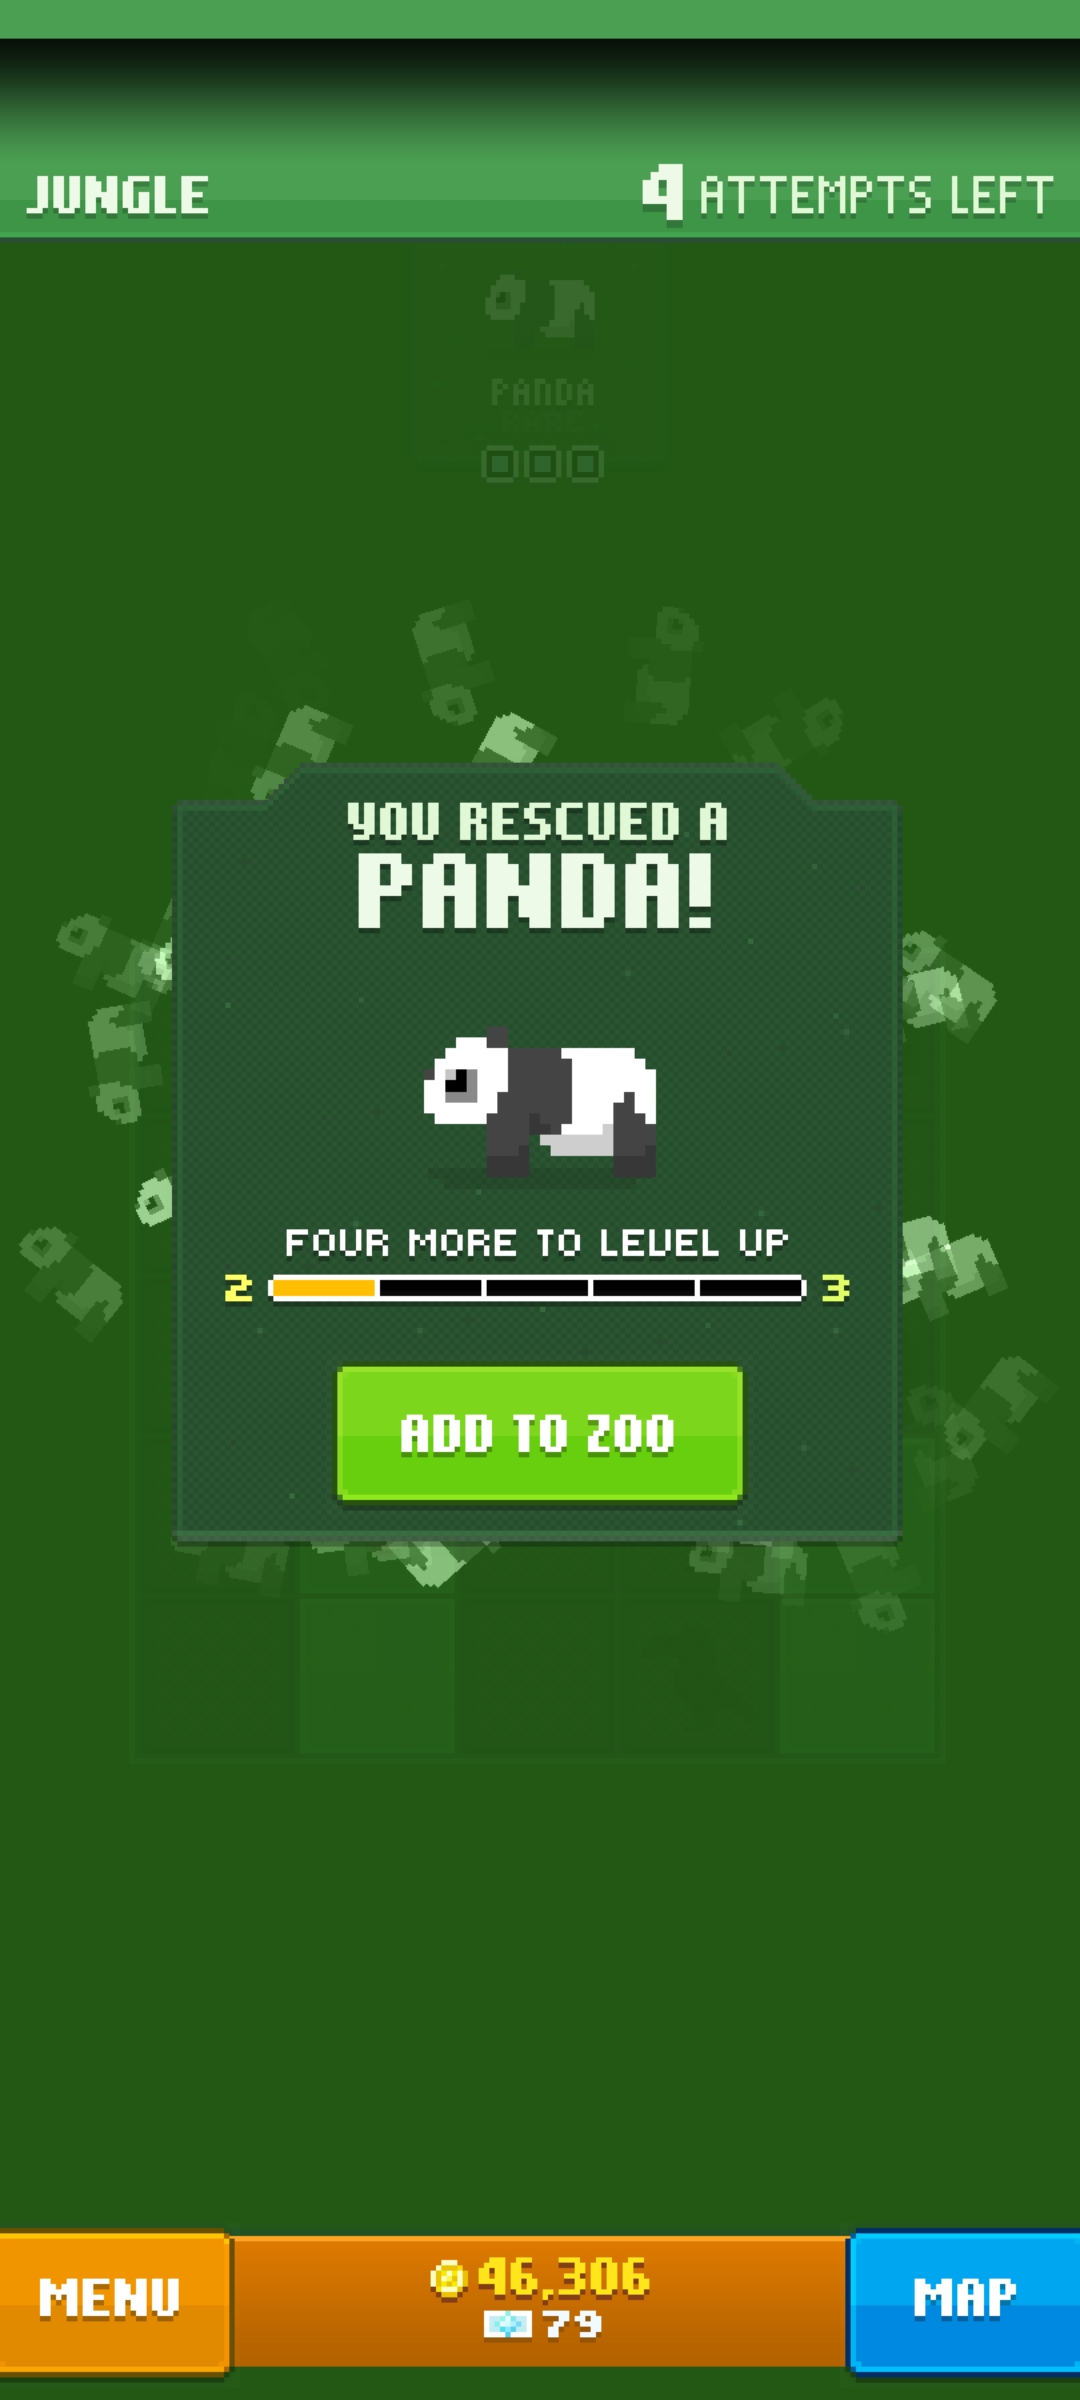 JUNGLE
4 ATTEMPTS LEFT
PANDA
YOU RESCUED A
PANDA!
FOUR MORE TO LEVEL UP
2 3
ADD TO ZOO
MENU
46,306
79
MAP